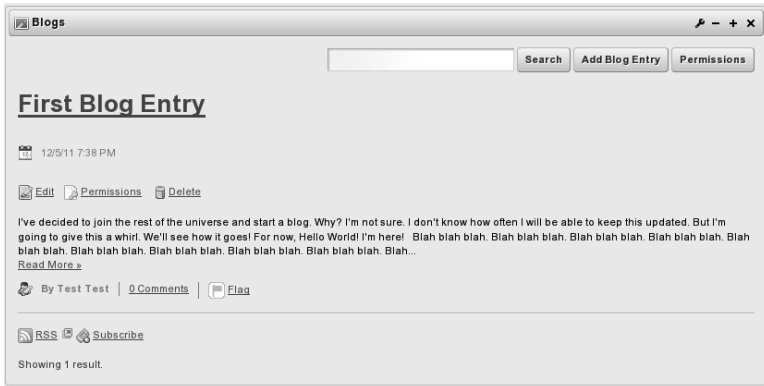 Blogs
Search Add Blog Entry Permissions
First Blog Entry
12/5/11 7:38 PM
Edit Permissions Delete
I've decided to join the rest of the universe and start a blog. Why? I'm not sure. I don't know how often I will be able to keep this updated. But I'm
going to give this a whirl. We'll see how it goes! For now, Hello World! I'm here! Blah blah blah. Blah blah blah. Blah blah blah. Blah blah blah. Blah
blah blah. Blah blah blah. Blah blah blah. Blah blah blah. Blah blah blah. Blah...
Read More »
By Test Test | 0 Comments | Flag
RSS Subscribe
Showing 1 result.